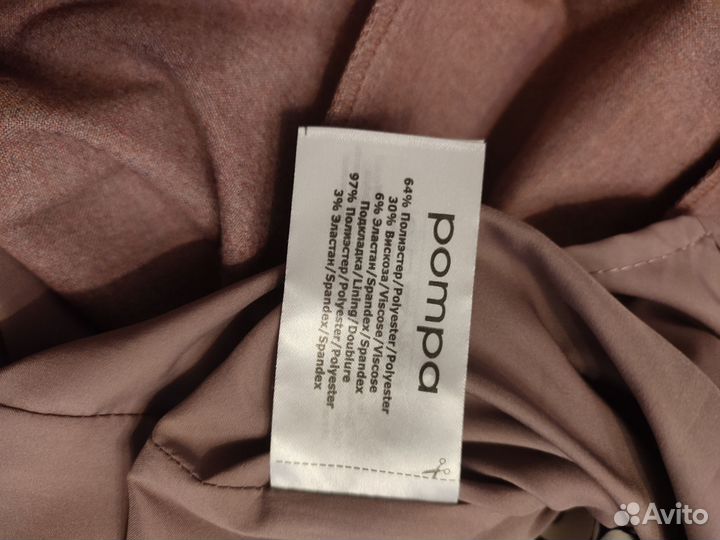 pompa
64% Полиэстер/Polyester/Polyester
30% Вискоза/Viscose/Viscose
6% Эластан/Spandex/Spandex
Подкладка/Lining/Doublure
97% Полиэстер/Polyester/Polyester
3% Эластан/Spandex/Spandex
Avito